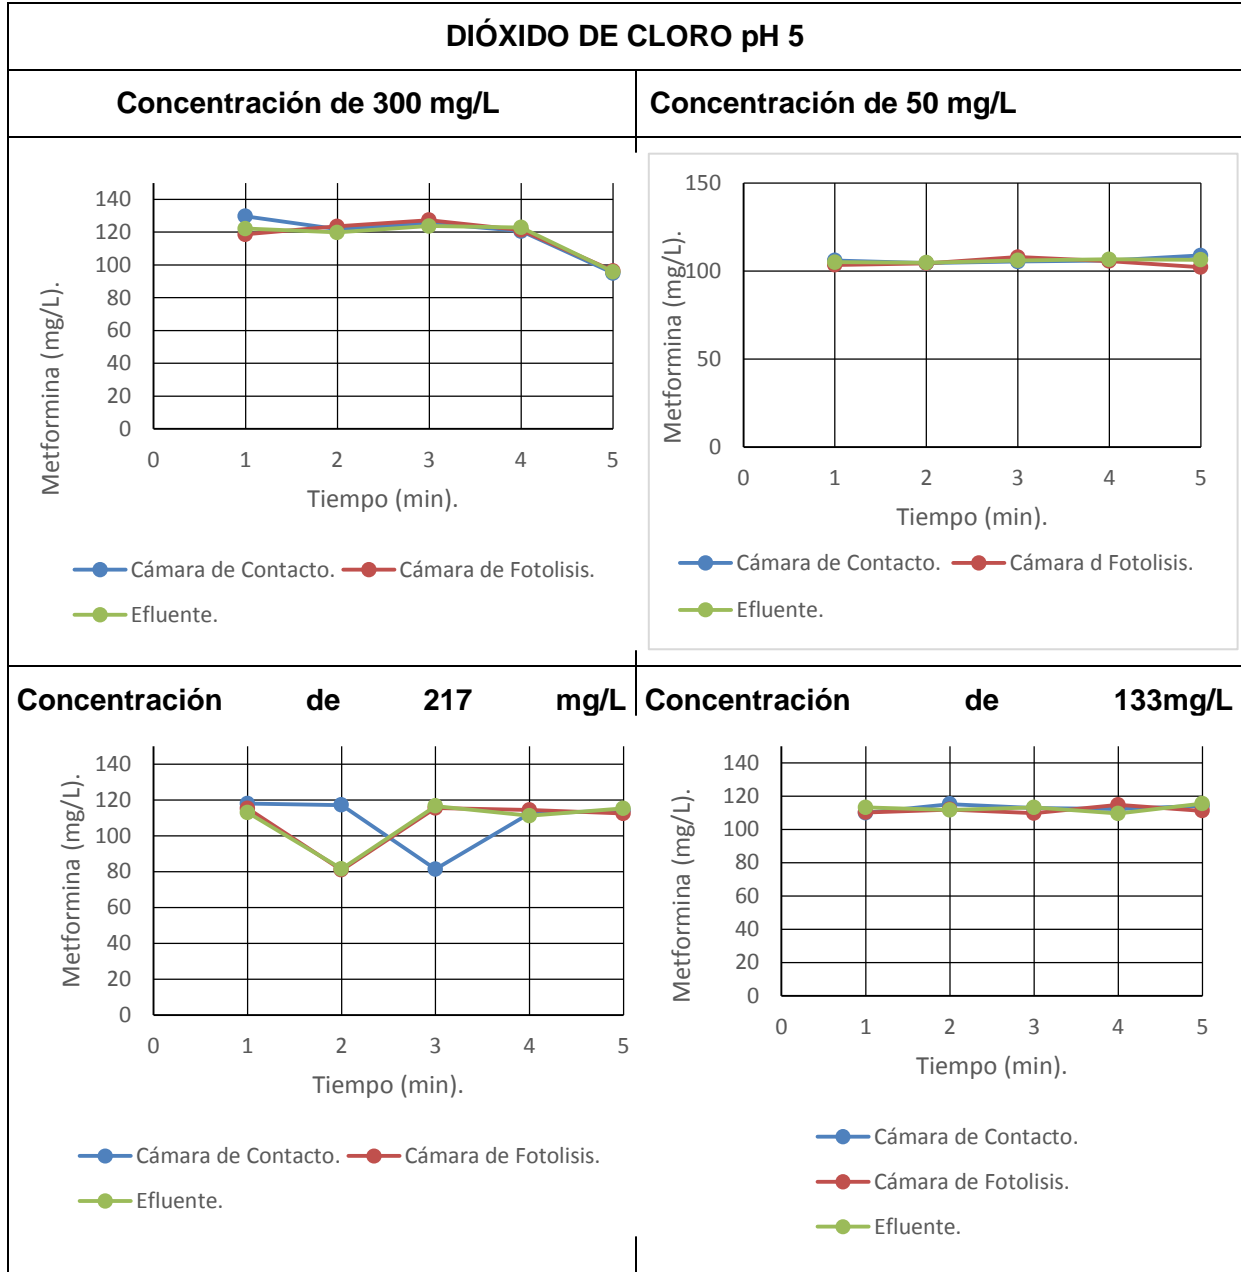 DIÓXIDO DE CLORO pH 5
Concentración de 300 mg/L
Concentración de 50 mg/L
140
120
100
80
60
40
20
0
0 1 2 3 4 5
Metformina (mg/L).
Tiempo (min).
Cámara de Contacto. Cámara de Fotolisis.
Efluente.
150
100
50
0
0 1 2 3 4 5
Metformina (mg/L).
Tiempo (min).
Cámara de Contacto. Cámara d Fotolisis.
Efluente.
Concentración de 217 mg/L
Concentración de 133mg/L
140
120
100
80
60
40
20
0
0 1 2 3 4 5
Metformina (mg/L).
Tiempo (min).
Cámara de Contacto. Cámara de Fotolisis.
Efluente.
140
120
100
80
60
40
20
0
0 1 2 3 4 5
Metformina (mg/L).
Tiempo (min).
Cámara de Contacto.
Cámara de Fotolisis.
Efluente.